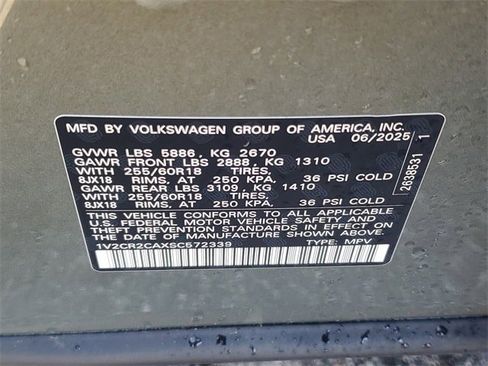 MFD BY VOLKSWAGEN GROUP OF AMERICA, INC.
USA 06/2025
GVWR LBS 5886, KG 2670
GAWR FRONT LBS 2888, KG 1310
WITH 255/60R18 TIRES,
8JX18 RIMS, AT 250 KPA, 36 PSI COLD
GAWR REAR LBS 3109, KG 1410
WITH 255/60R18 TIRES,
8JX18 RIMS, AT 250 KPA, 36 PSI COLD
THIS VEHICLE CONFORMS TO ALL APPLICABLE
U.S. FEDERAL MOTOR VEHICLE SAFETY AND
THEFT PREVENTION STANDARDS IN EFFECT ON
THE DATE OF MANUFACTURE SHOWN ABOVE.
1V2CR2CAXSC572339 TYPE: MPV
2638531 1